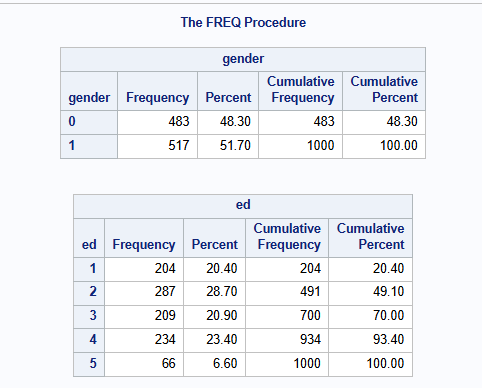 The FREQ Procedure
gender
gender Frequency Percent Cumulative Frequency Cumulative Percent
0 483 48.30 483 48.30
1 517 51.70 1000 100.00
ed
ed Frequency Percent Cumulative Frequency Cumulative Percent
1 204 20.40 204 20.40
2 287 28.70 491 49.10
3 209 20.90 700 70.00
4 234 23.40 934 93.40
5 66 6.60 1000 100.00